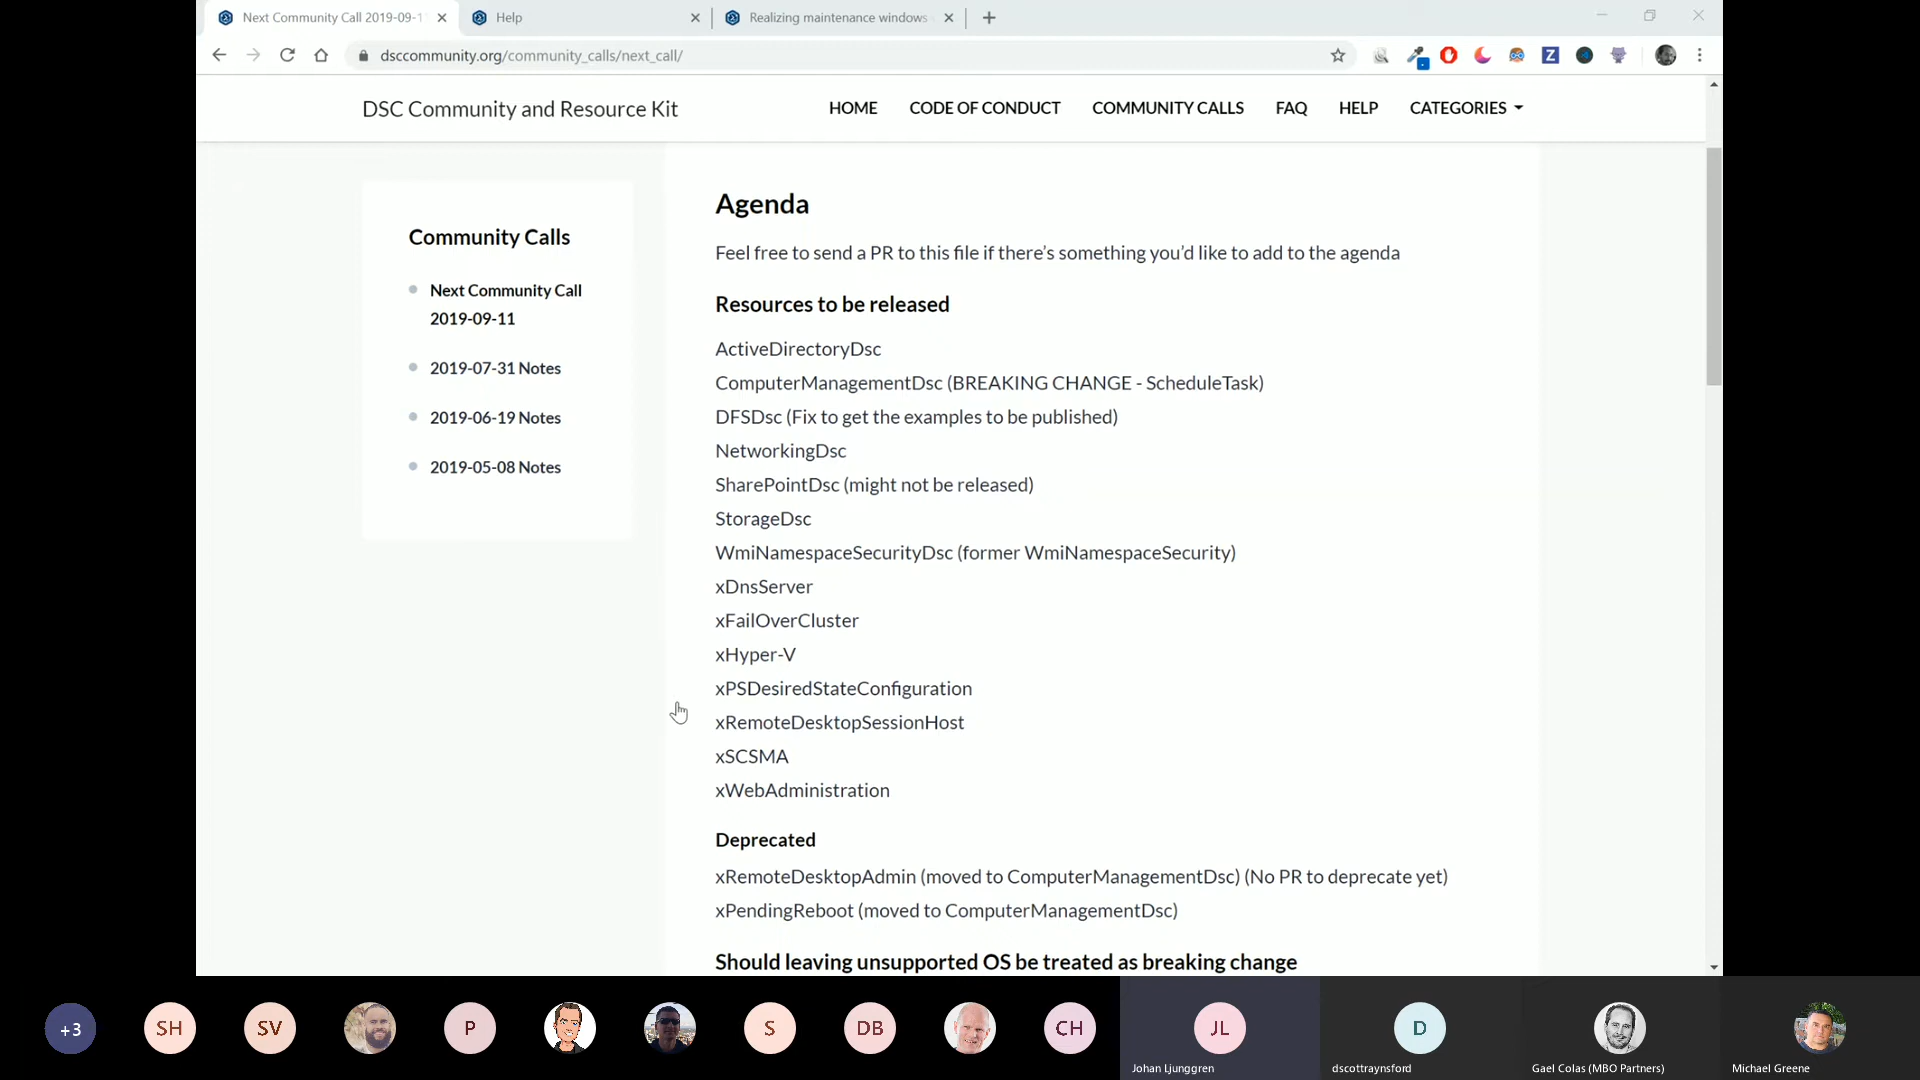 Next Community Call 2019-09-1
Help
Realizing maintenance windows
dsccommunity.org/community_calls/next_call/
DSC Community and Resource Kit
HOME
CODE OF CONDUCT
COMMUNITY CALLS
FAQ
HELP
CATEGORIES
Community Calls
Next Community Call
2019-09-11
2019-07-31 Notes
2019-06-19 Notes
2019-05-08 Notes
Agenda
Feel free to send a PR to this file if there's something you'd like to add to the agenda
Resources to be released
ActiveDirectoryDsc
ComputerManagementDsc (BREAKING CHANGE - ScheduleTask)
DFSDsc (Fix to get the examples to be published)
NetworkingDsc
SharePointDsc (might not be released)
StorageDsc
WmiNamespaceSecurityDsc (former WmiNamespaceSecurity)
xDnsServer
xFailOverCluster
xHyper-V
xPSDesiredStateConfiguration
xRemoteDesktopSessionHost
xSCSMA
xWebAdministration
Deprecated
xRemoteDesktopAdmin (moved to ComputerManagementDsc) (No PR to deprecate yet)
xPendingReboot (moved to ComputerManagementDsc)
Should leaving unsupported OS be treated as breaking change
+3
SH
SV
P
S
DB
CH
JL
D
Johan Ljunggren
dscottraynsford
Gael Colas (MBO Partners)
Michael Greene